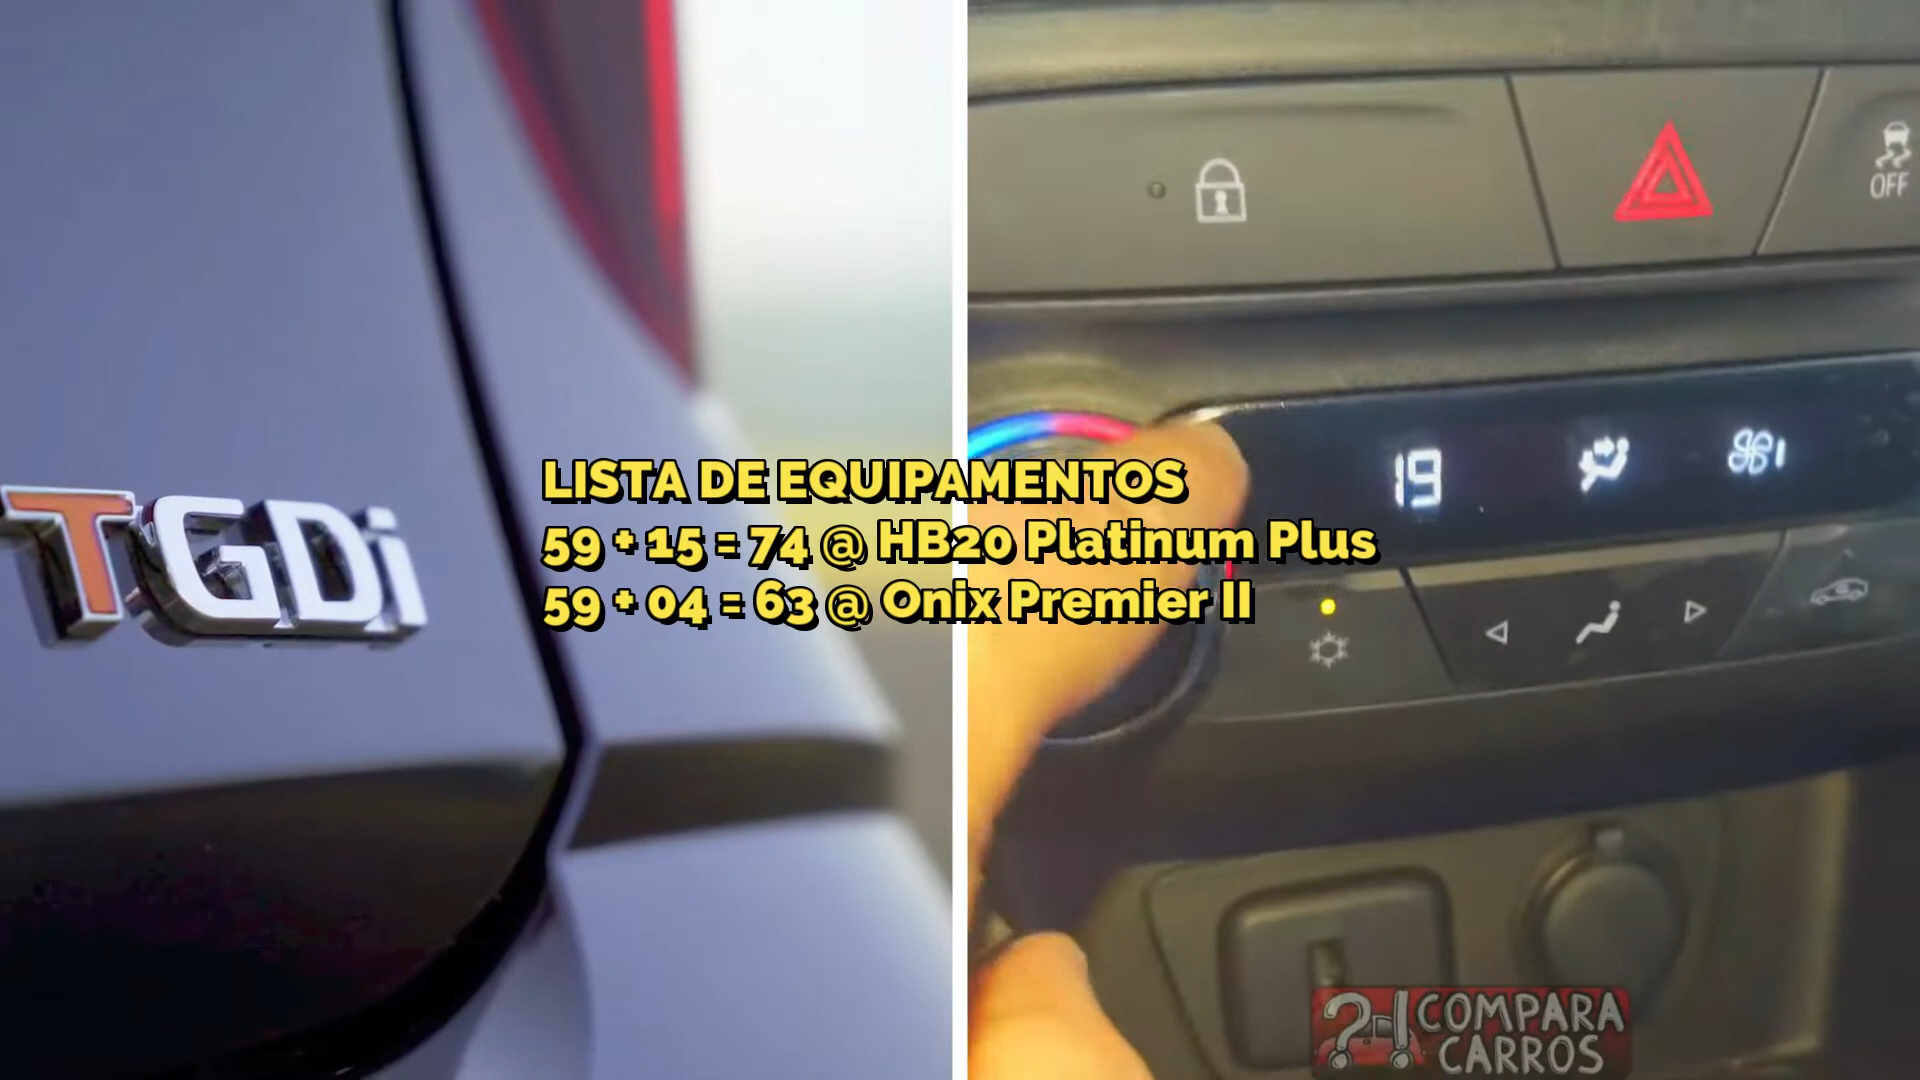 TGDi
OFF
19
1
LISTA DE EQUIPAMENTOS
59 + 15 = 74 @ HB20 Platinum Plus
59 + 04 = 63 @ Onix Premier II
?! COMPARA
CARROS